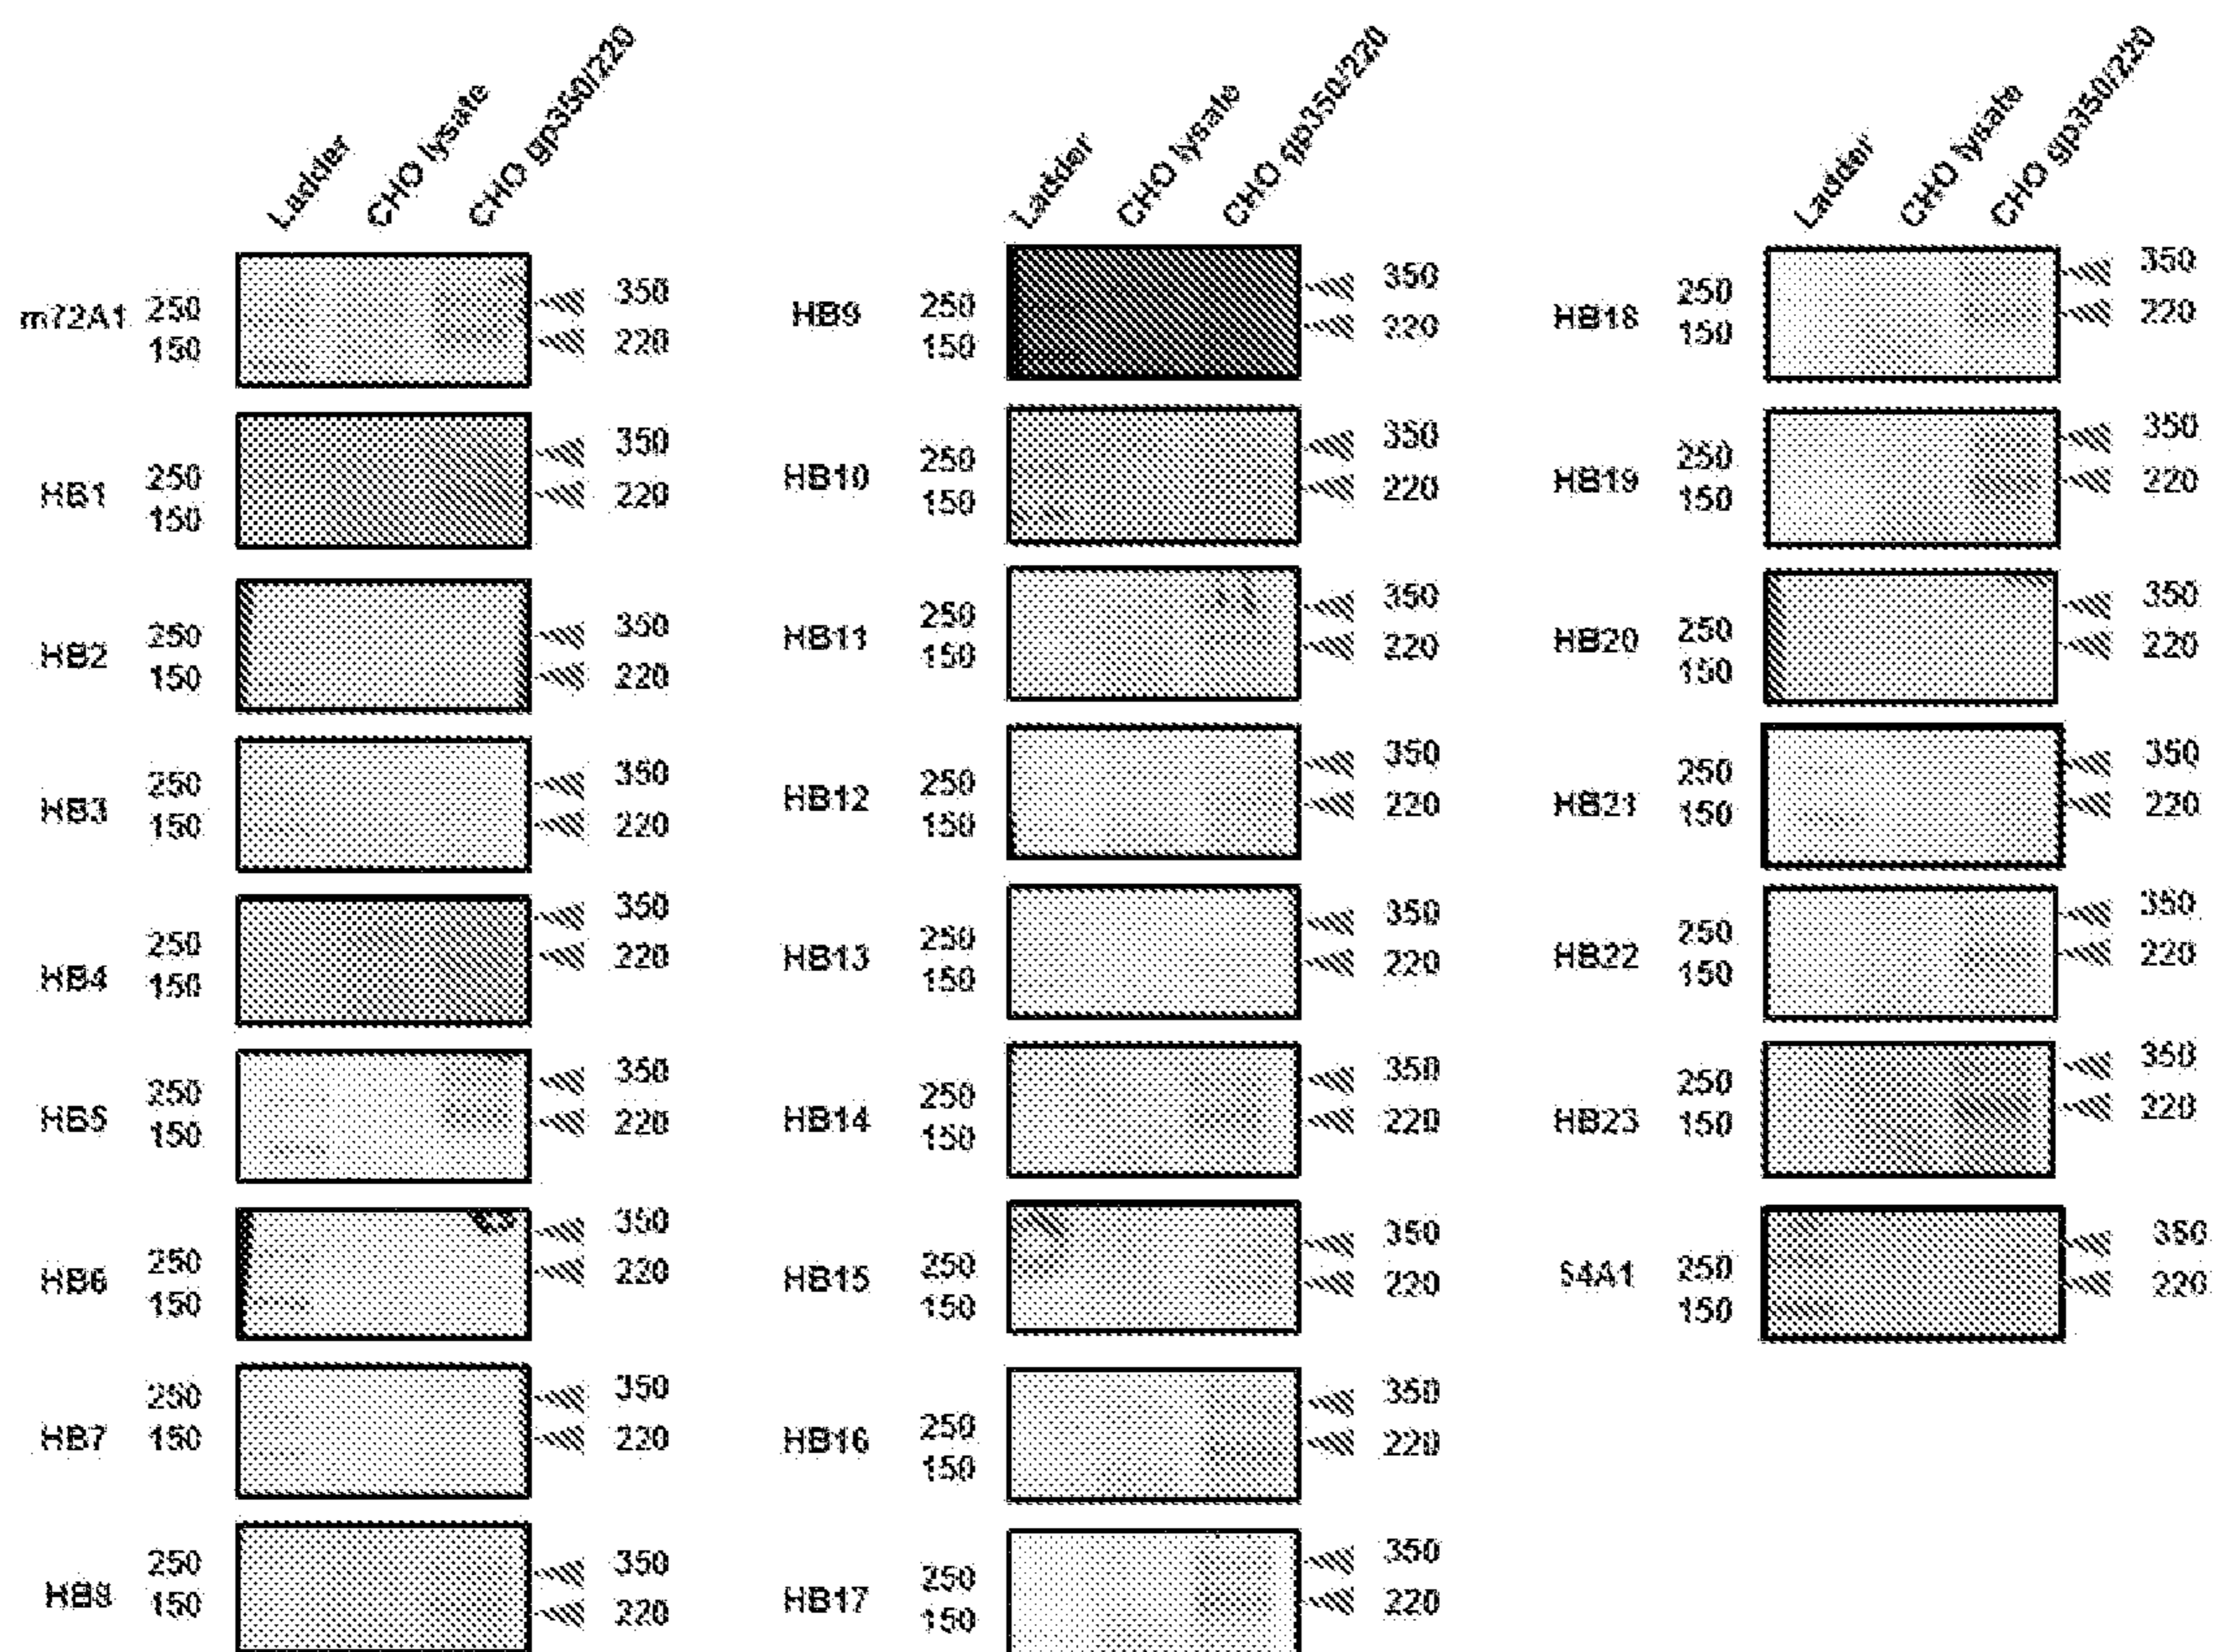 Ladder CHO lysate CHO gp350/220
m72A1 250 150 350 220
HB1 250 150 350 220
HB2 250 150 350 220
HB3 250 150 350 220
HB4 250 150 350 220
HB5 250 150 350 220
HB6 250 150 350 220
HB7 250 150 350 220
HB8 250 150 350 220
Ladder CHO lysate CHO gp350/220
HB9 250 150 350 220
HB10 250 150 350 220
HB11 250 150 350 220
HB12 250 150 350 220
HB13 250 150 350 220
HB14 250 150 350 220
HB15 250 150 350 220
HB16 250 150 350 220
HB17 250 150 350 220
Ladder CHO lysate CHO gp350/220
HB18 250 150 350 220
HB19 250 150 350 220
HB20 250 150 350 220
HB21 250 150 350 220
HB22 250 150 350 220
HB23 250 150 350 220
54A1 250 150 350 220